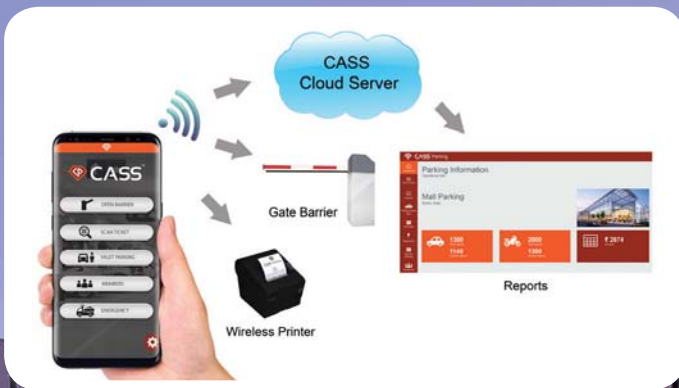 CASS
Cloud Server
CASS
OPEN BARRIER
SCAN TICKET
VALET PARKING
MEMBERS
EMERGENCY
Gate Barrier
Wireless Printer
CASS Parking
Parking Information
Mall Parking
1300
1140
2000
1300
₹ 2874
Reports